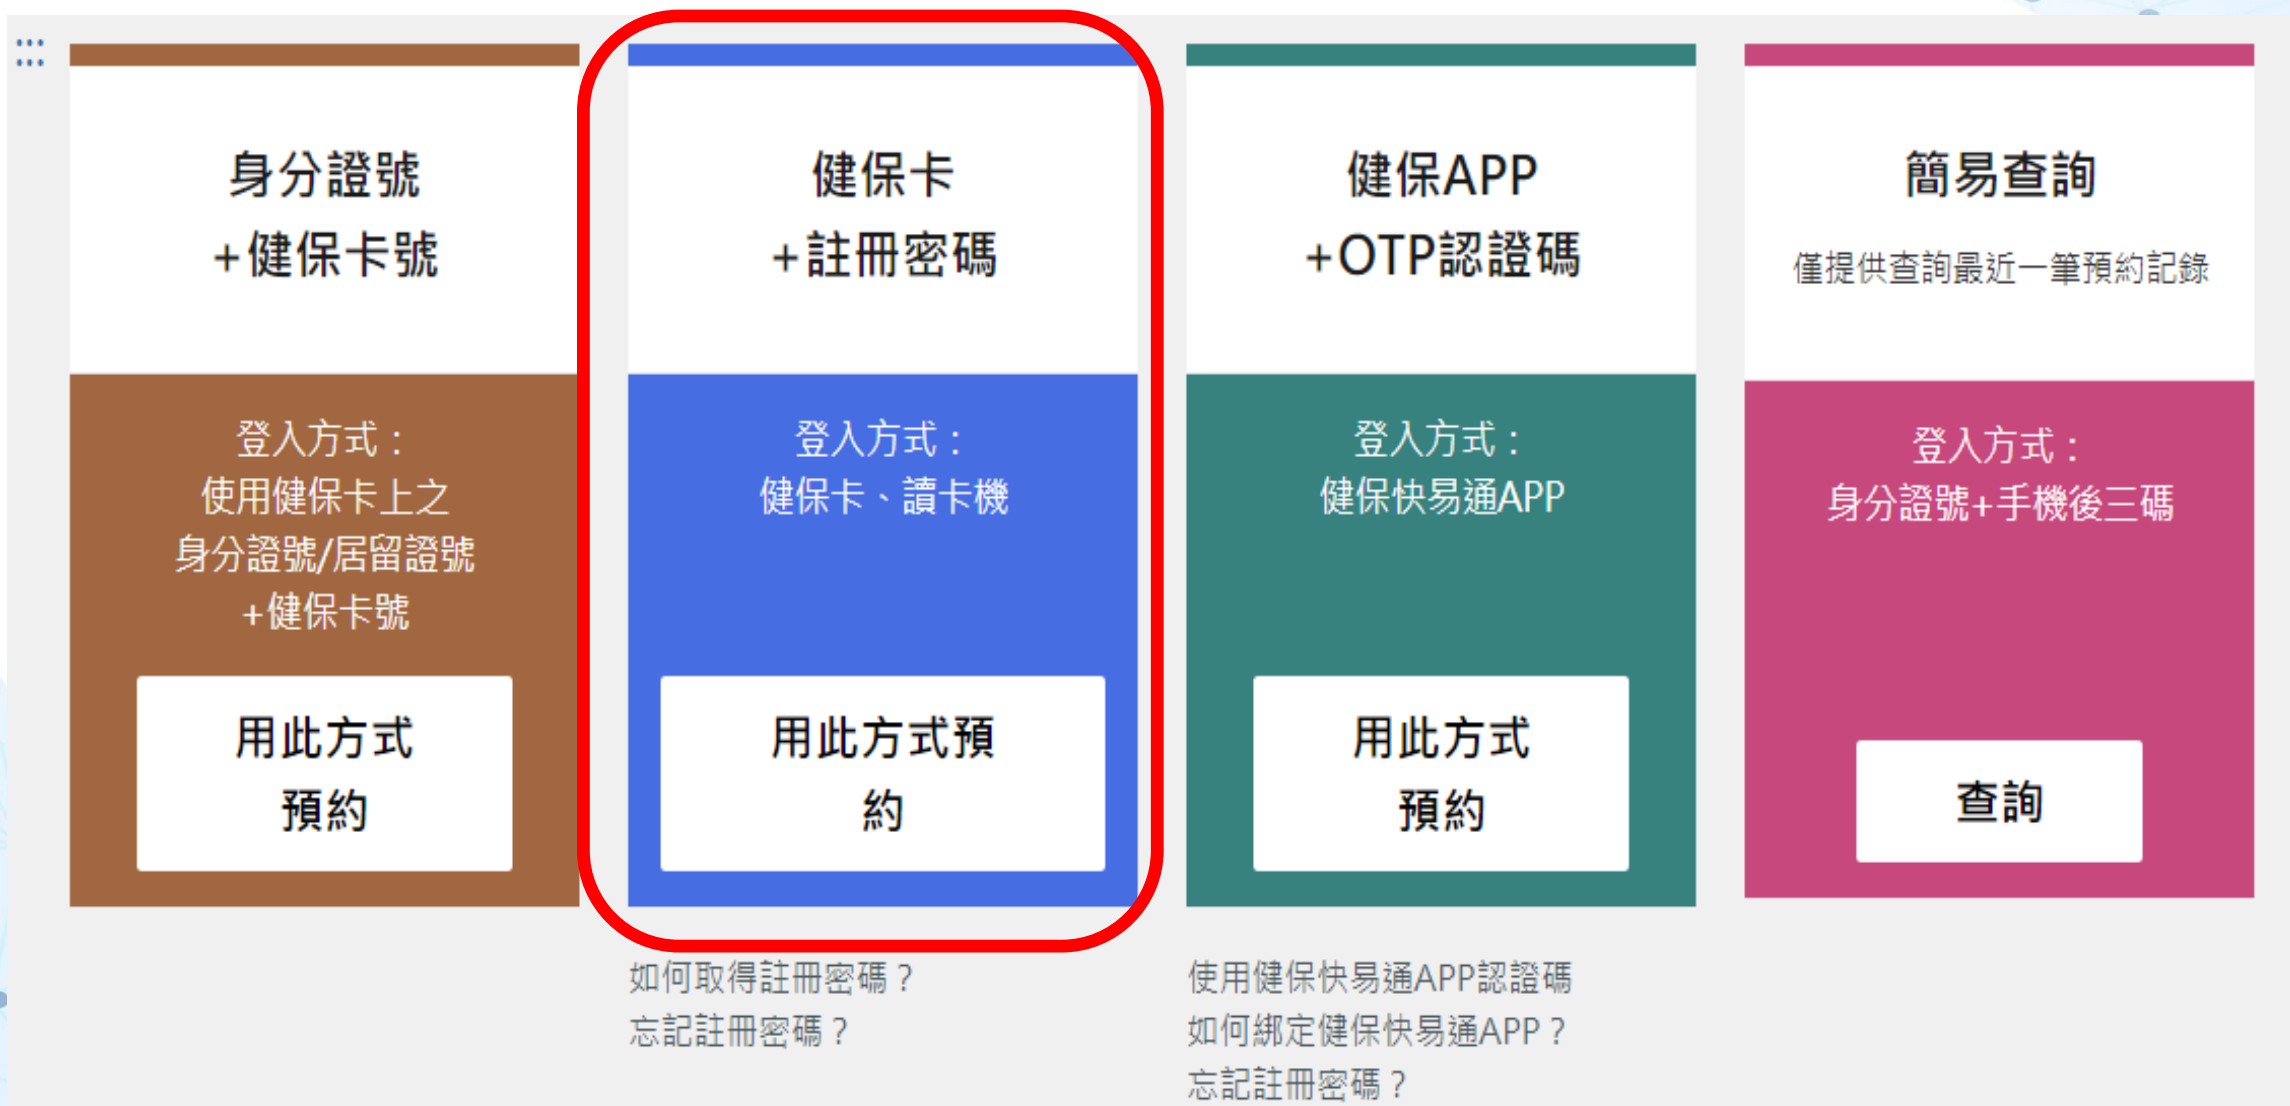 身分證號
+健保卡號
登入方式：
使用健保卡上之
身分證號/居留證號
+健保卡號
用此方式
預約
健保卡
+註冊密碼
登入方式：
健保卡、讀卡機
用此方式預
約
如何取得註冊密碼？
忘記註冊密碼？
健保APP
+OTP認證碼
登入方式：
健保快易通APP
用此方式
預約
使用健保快易通APP認證碼
如何綁定健保快易通APP？
忘記註冊密碼？
簡易查詢
僅提供查詢最近一筆預約記錄
登入方式：
身分證號+手機後三碼
查詢